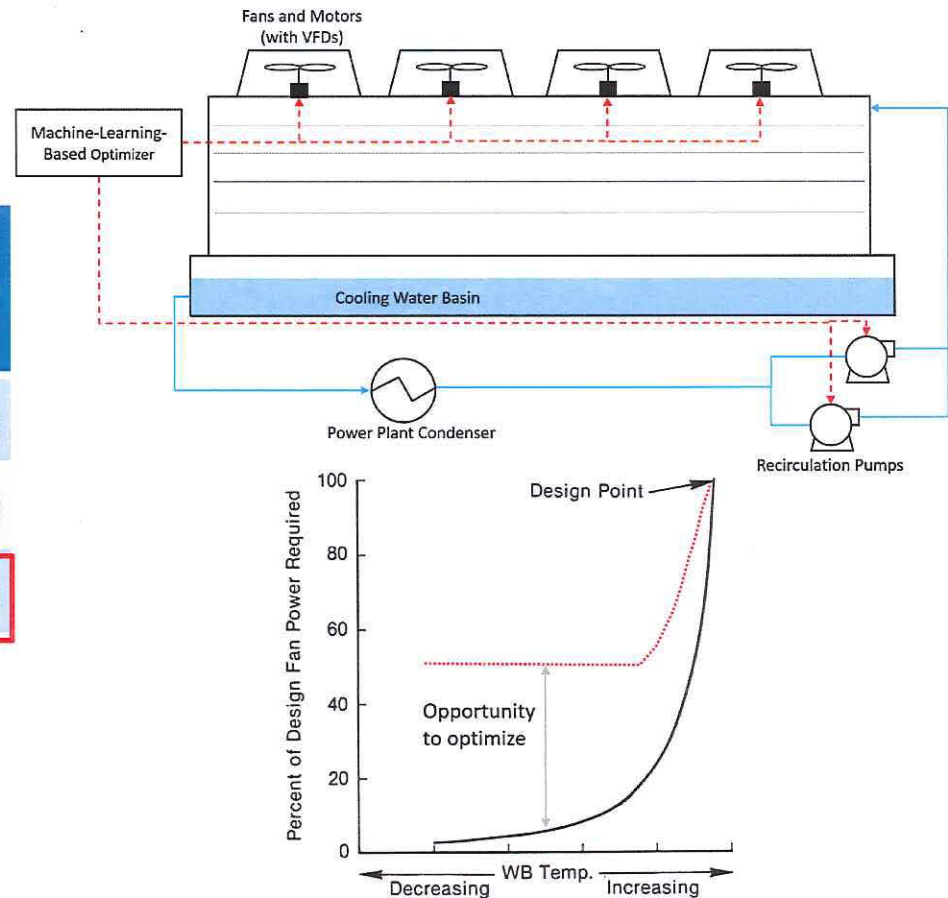 Fans and Motors
(with VFDs)
Machine-Learning-
Based Optimizer
Cooling Water Basin
Power Plant Condenser
Recirculation Pumps
Percent of Design Fan Power Required
100
80
60
40
20
0
Design Point
Opportunity
to optimize
WB Temp.
Decreasing
Increasing